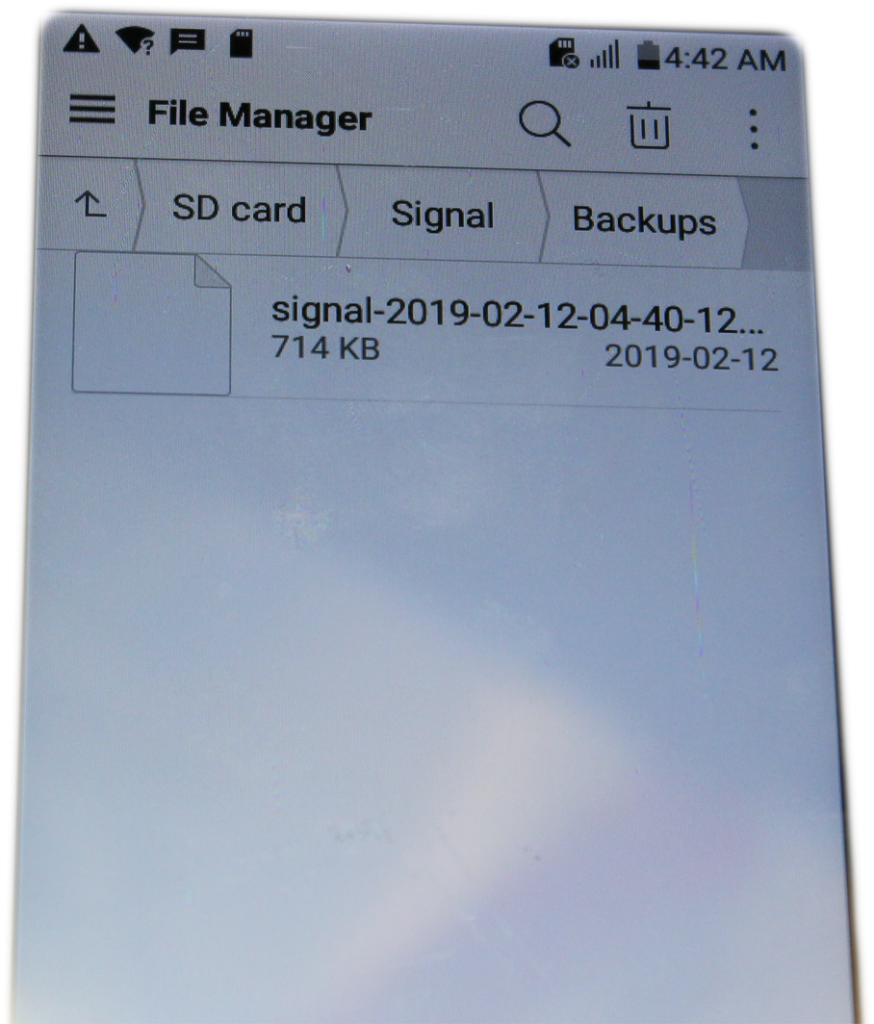 4:42 AM
File Manager
SD card
Signal
Backups
signal-2019-02-12-04-40-12...
714 KB
2019-02-12